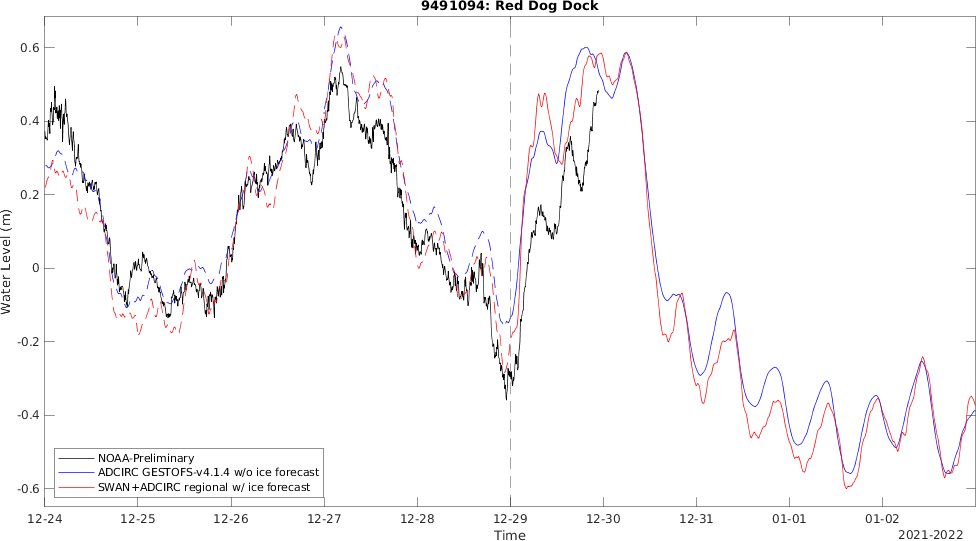 9491094: Red Dog Dock
0.6
0.4
0.2
0
-0.2
-0.4
-0.6
Water Level (m)
NOAA-Preliminary
ADCIRC GESTOFS-v4.1.4 w/o ice forecast
SWAN+ADCIRC regional w/ ice forecast
12-24 12-25 12-26 12-27 12-28 12-29 12-30 12-31 01-01 01-02
Time
2021-2022